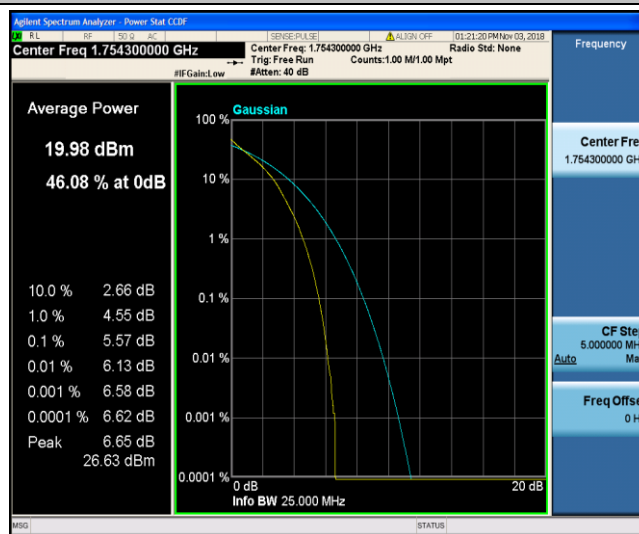 Agilent Spectrum Analyzer - Power Stat CCDF
RL RF 50 Ω AC SENSE:PULSE ALIGN OFF 01:21:20 PM Nov 03, 2018
Center Freq 1.754300000 GHz
Center Freq: 1.754300000 GHz Radio Std: None
Trig: Free Run Counts:1.00 M/1.00 Mpt
#IFGain:Low #Atten: 40 dB
Frequency
Average Power
19.98 dBm
46.08 % at 0dB
10.0 % 2.66 dB
1.0 % 4.55 dB
0.1 % 5.57 dB
0.01 % 6.13 dB
0.001 % 6.58 dB
0.0001 % 6.62 dB
Peak 6.65 dB
26.63 dBm
Gaussian
100 %
10 %
1 %
0.1 %
0.01 %
0.001 %
0.0001 %
0 dB 20 dB
Info BW 25.000 MHz
Center Fre
1.754300000 GH
CF Ste
5.000000 MH
Auto Ma
Freq Offse
0 H
MSG STATUS